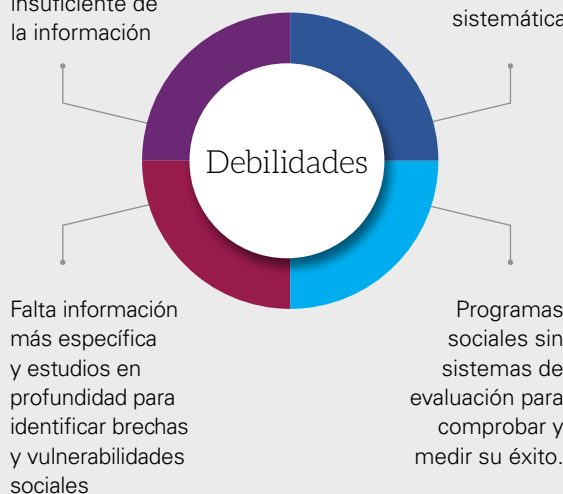 insuficiente de
la información
sistemática
Debilidades
Falta información
más específica
y estudios en
profundidad para
identificar brechas
y vulnerabilidades
sociales
Programas
sociales sin
sistemas de
evaluación para
comprobar y
medir su éxito.